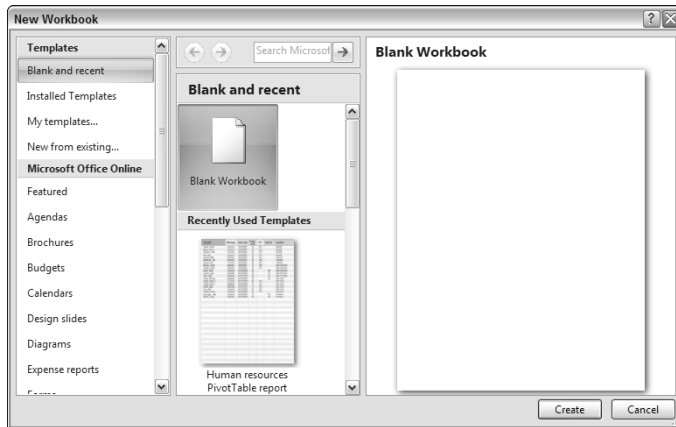 New Workbook
Templates
Blank and recent
Installed Templates
My templates...
New from existing...
Microsoft Office Online
Featured
Agendas
Brochures
Budgets
Calendars
Design slides
Diagrams
Expense reports
Search Microsof
Blank and recent
Blank Workbook
Recently Used Templates
Human resources
PivotTable report
Blank Workbook
Create
Cancel